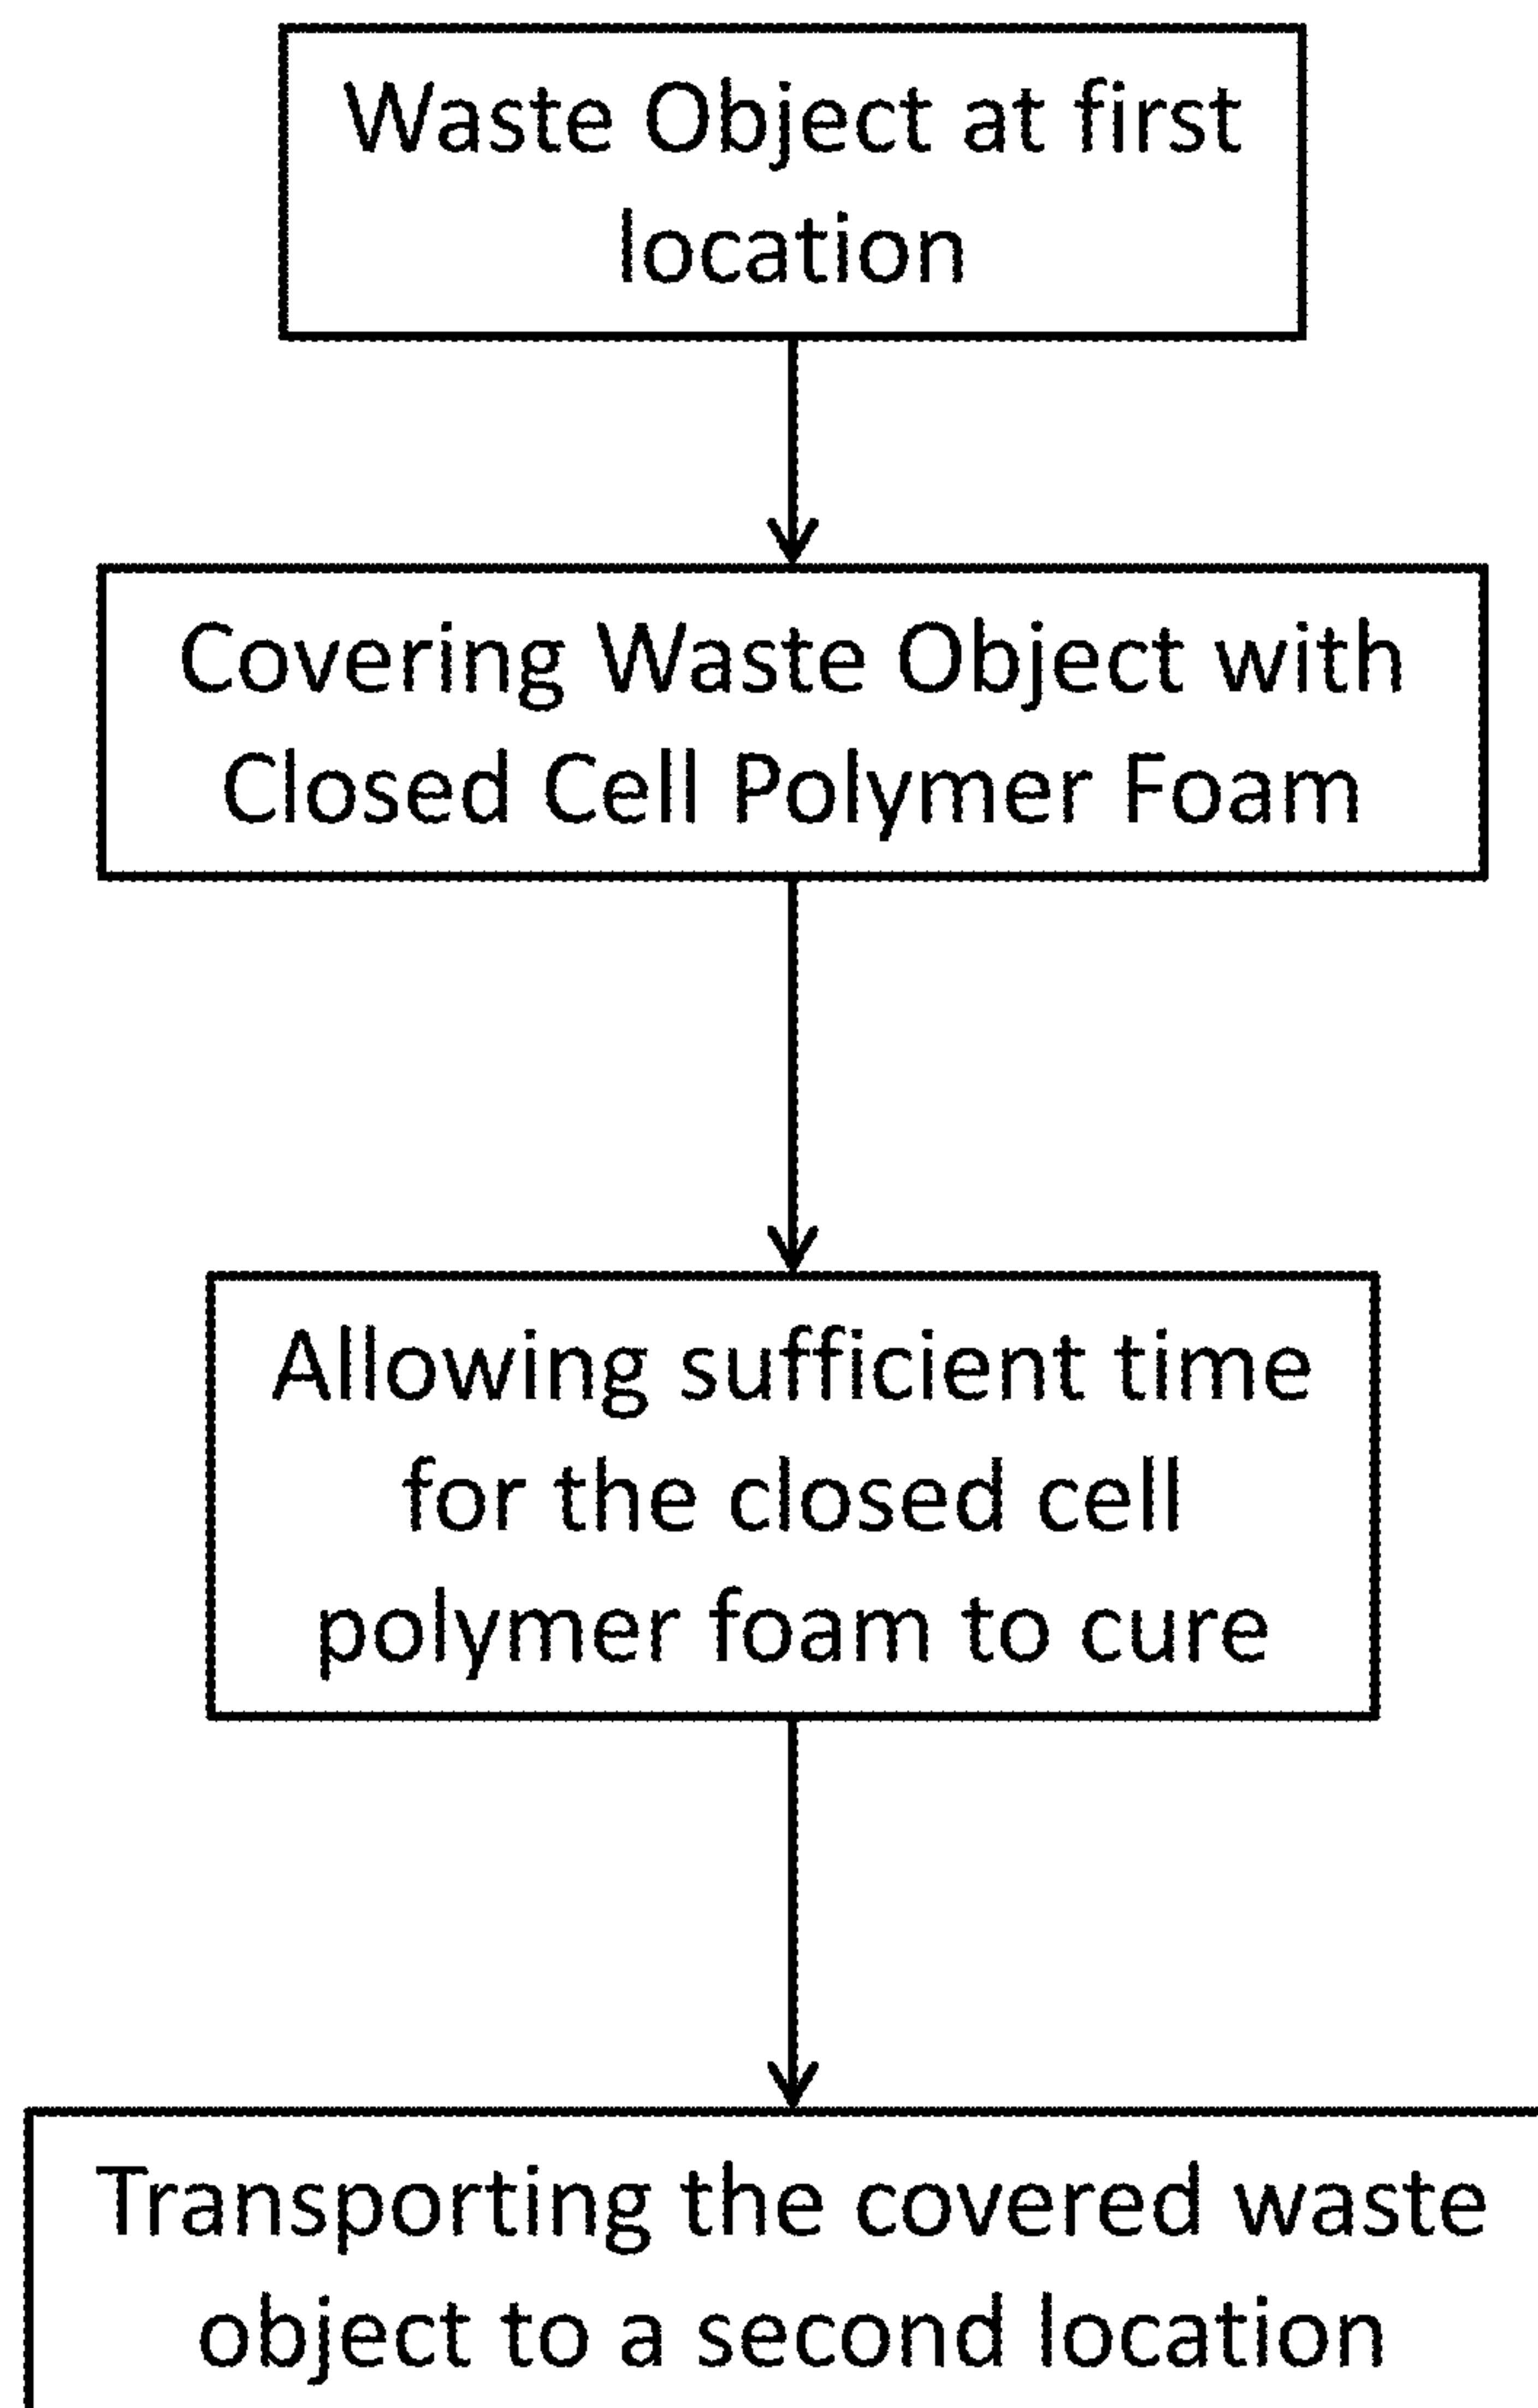 Waste Object at first
location
Covering Waste Object with
Closed Cell Polymer Foam
Allowing sufficient time
for the closed cell
polymer foam to cure
Transporting the covered waste
object to a second location